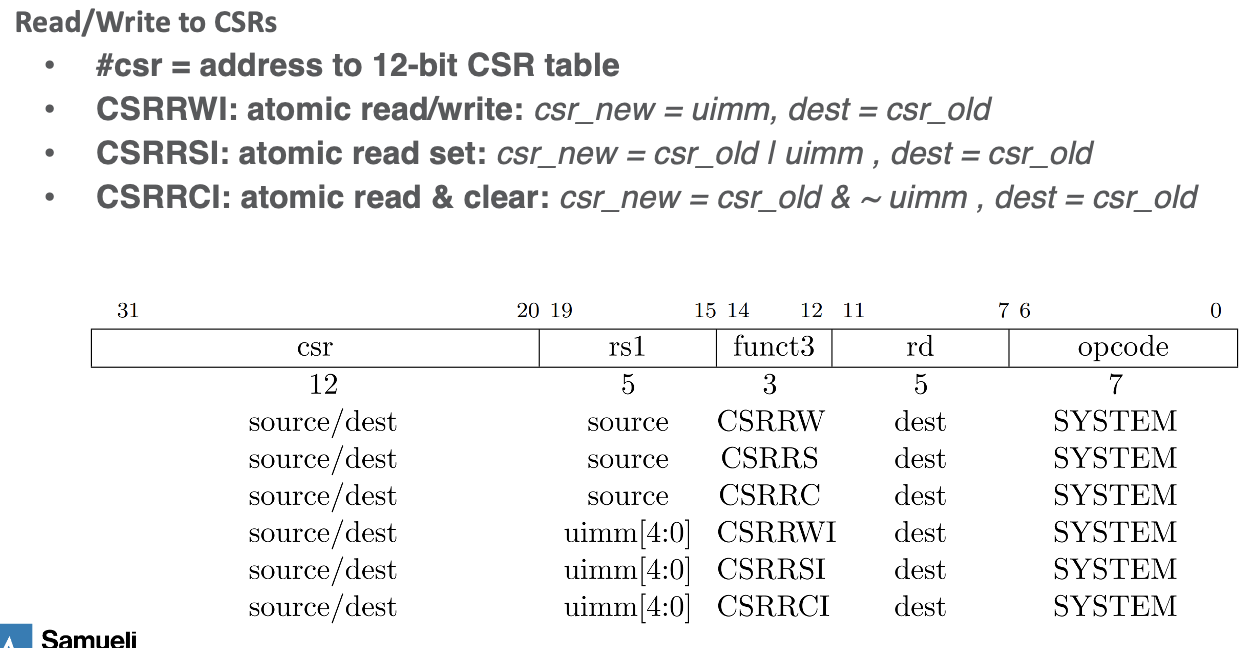 Read/Write to CSRs
• #csr = address to 12-bit CSR table
• CSRRWI: atomic read/write: csr_new = uimm, dest = csr_old
• CSRRSI: atomic read set: csr_new = csr_old | uimm , dest = csr_old
• CSRRCI: atomic read & clear: csr_new = csr_old & ~ uimm , dest = csr_old
31 20 19 15 14 12 11 7 6 0
csr rs1 funct3 rd opcode
12 5 3 5 7
source/dest source CSRRW dest SYSTEM
source/dest source CSRRS dest SYSTEM
source/dest source CSRRC dest SYSTEM
source/dest uimm[4:0] CSRRWI dest SYSTEM
source/dest uimm[4:0] CSRRSI dest SYSTEM
source/dest uimm[4:0] CSRRCI dest SYSTEM
Samueli